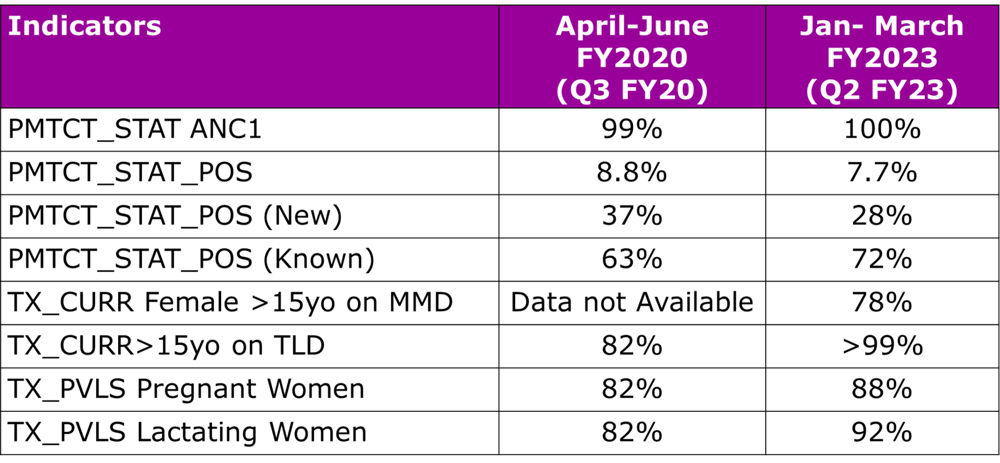 Indicators
April-June
FY2020
(Q3 FY20)
Jan- March
FY2023
(Q2 FY23)
PMTCT_STAT ANC1 99% 100%
PMTCT_STAT_POS 8.8% 7.7%
PMTCT_STAT_POS (New) 37% 28%
PMTCT_STAT_POS (Known) 63% 72%
TX_CURR Female >15yo on MMD Data not Available 78%
TX_CURR>15yo on TLD 82% >99%
TX_PVLS Pregnant Women 82% 88%
TX_PVLS Lactating Women 82% 92%